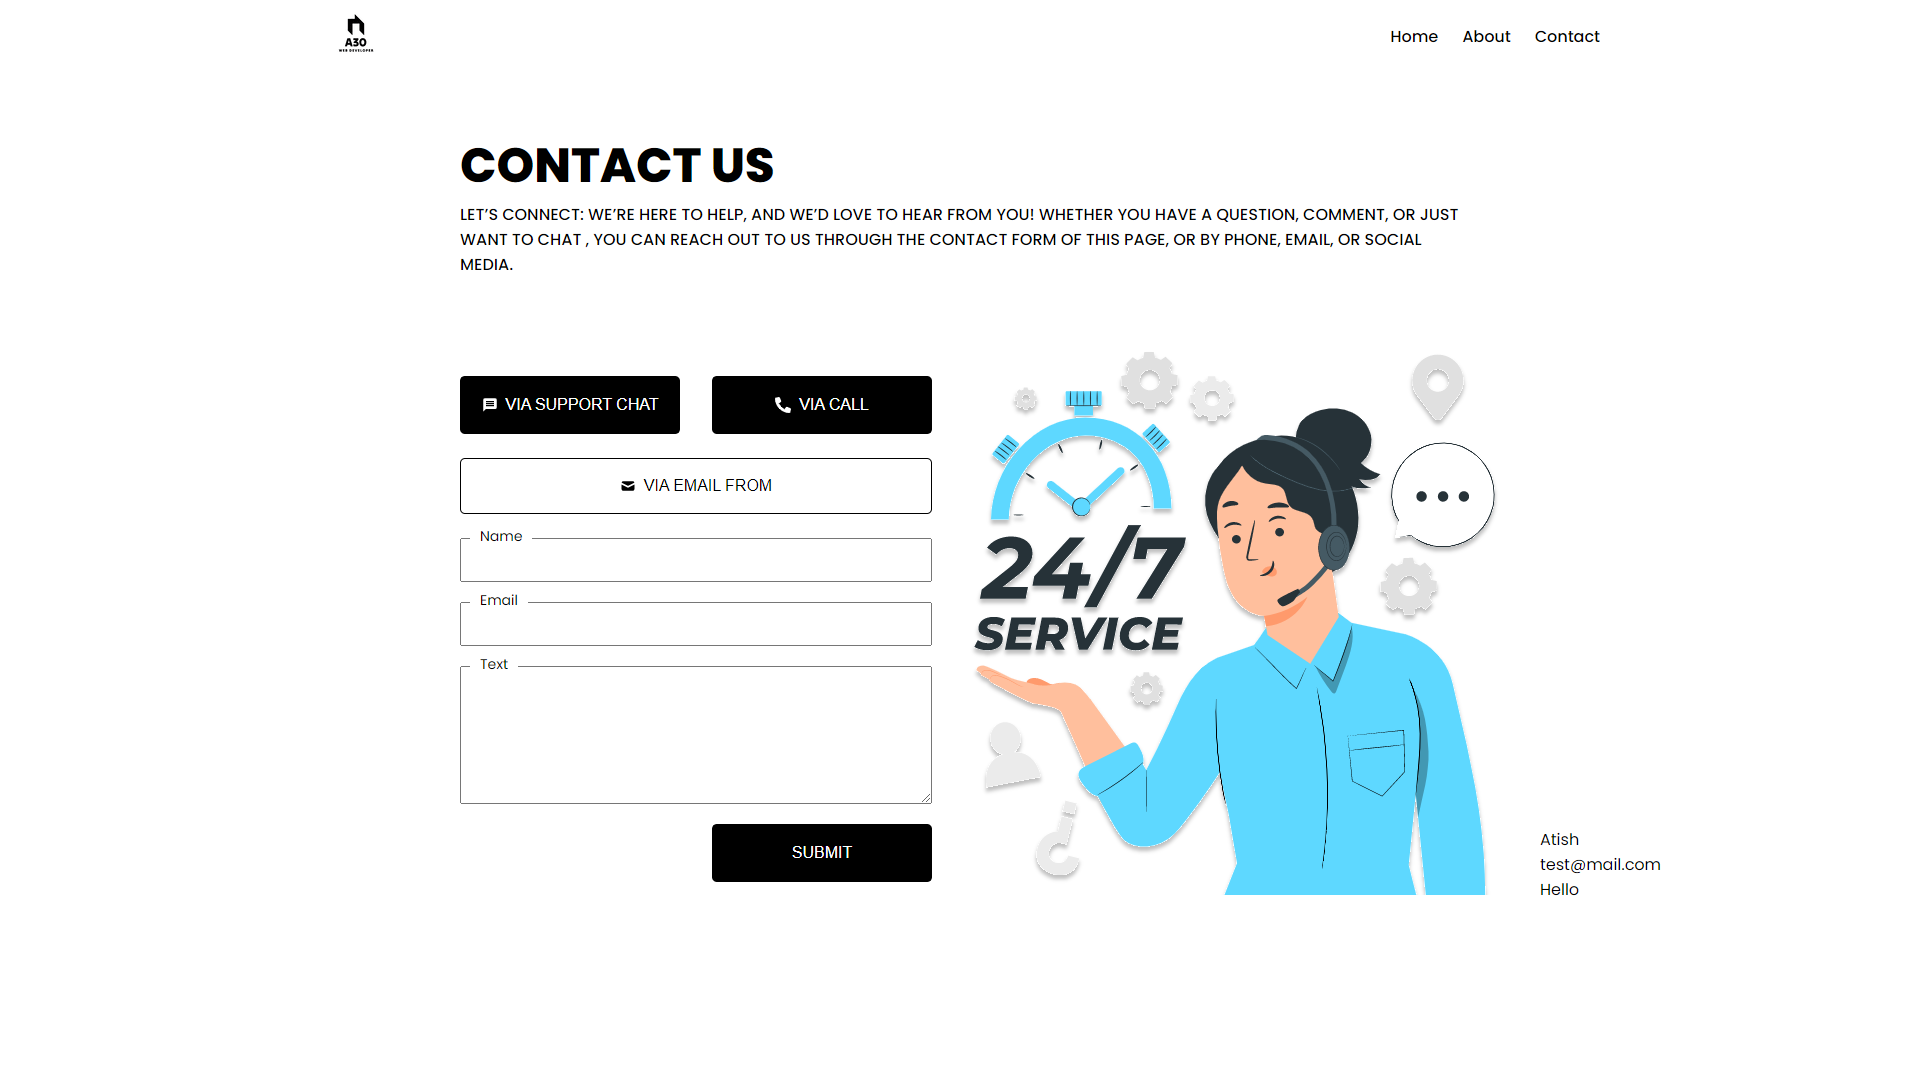 A30
WEB DEVELOPER
Home
About
Contact
CONTACT US
LET’S CONNECT: WE’RE HERE TO HELP, AND WE’D LOVE TO HEAR FROM YOU! WHETHER YOU HAVE A QUESTION, COMMENT, OR JUST
WANT TO CHAT , YOU CAN REACH OUT TO US THROUGH THE CONTACT FORM OF THIS PAGE, OR BY PHONE, EMAIL, OR SOCIAL
MEDIA.
VIA SUPPORT CHAT
VIA CALL
VIA EMAIL FROM
Name
Email
Text
SUBMIT
24/7
SERVICE
Atish
test@mail.com
Hello